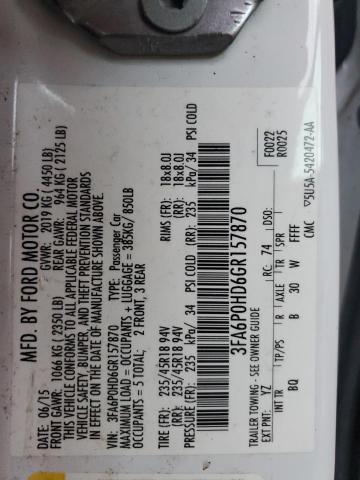 MFD. BY FORD MOTOR CO.
DATE: 06/15 GVWR: 2019 KG ( 4450 LB)
FRONT GAWR: 1066 KG ( 2350 LB) REAR GAWR: 964 KG ( 2125 LB)
THIS VEHICLE CONFORMS TO ALL APPLICABLE FEDERAL MOTOR
VEHICLE SAFETY, BUMPER, AND THEFT PREVENTION STANDARDS
IN EFFECT ON THE DATE OF MANUFACTURE SHOWN ABOVE.
VIN: 3FA6P0HD6GR157870 TYPE: Passenger Car
MAXIMUM LOAD= OCCUPANTS + LUGGAGE = 385KG/ 850LB
OCCUPANTS = 5 TOTAL: 2 FRONT, 3 REAR
TIRE (FR): 235/45R18 94V RIMS (FR): 18x8.0J
TIRE (RR): 235/45R18 94V 18x8.0J
PRESSURE (FR): 235 kPa/ 34 PSI COLD
(RR): 235 kPa/ 34 PSI COLD
3FA6P0HD6GR157870
F0022
R0025
TRAILER TOWING - SEE OWNER GUIDE
EXT PNT: YZ RC: 74 DSO:
INT TR TP/PS R AXLE TR SPR
BQ B 30 W FFFF
CMC
*5U5A-5420472-AA